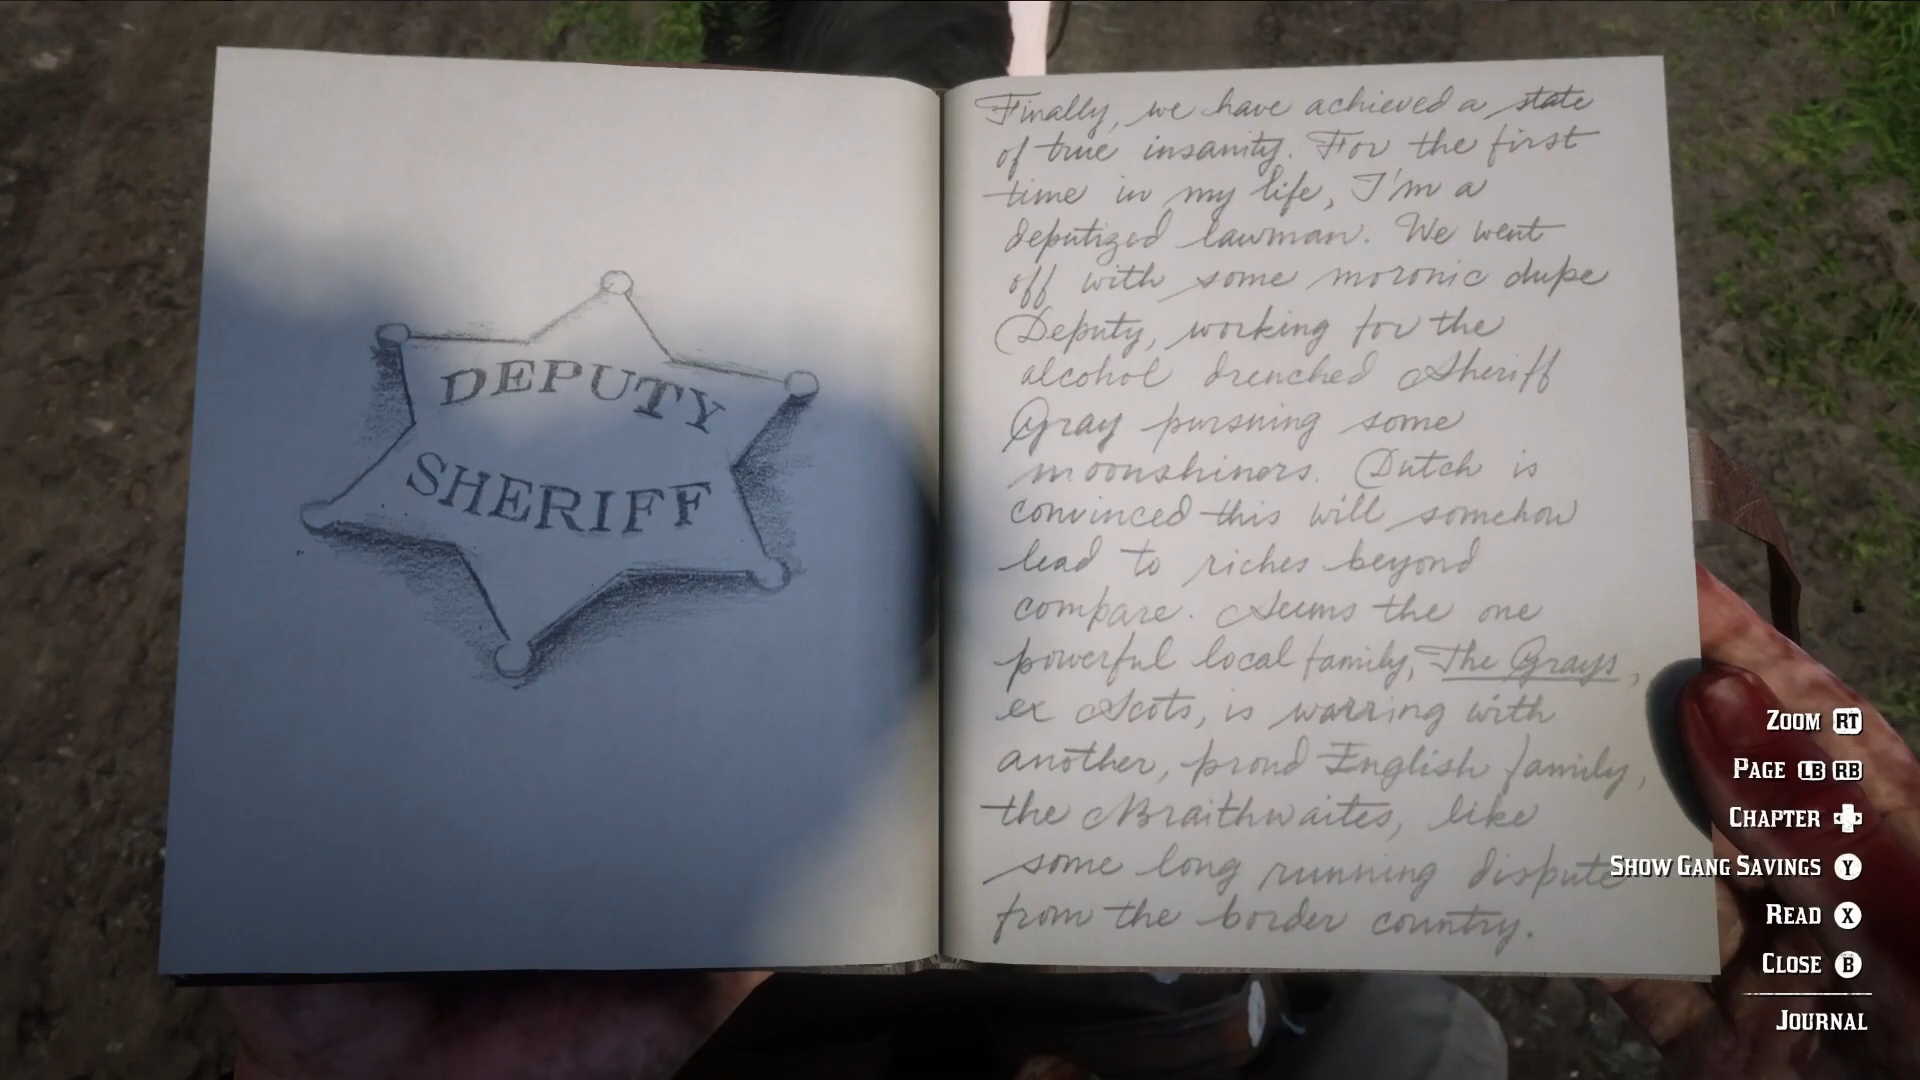 DEPUTY
SHERIFF
Finally, we have achieved a state
of true insanity. For the first
time in my life, I'm a
deputized lawman. We went
off with some moronic dupe
Deputy, working for the
alcohol drenched Sheriff
Gray pursuing some
moonshiners. Dutch is
convinced this will somehow
lead to riches beyond
compare. Seems the one
powerful local family, The Grays,
ex Scots, is warring with
another, proud English family,
the Braithwaites, like
some long running dispute
from the border country.
ZOOM RT
PAGE LB RB
CHAPTER
SHOW GANG SAVINGS Y
READ X
CLOSE B
JOURNAL